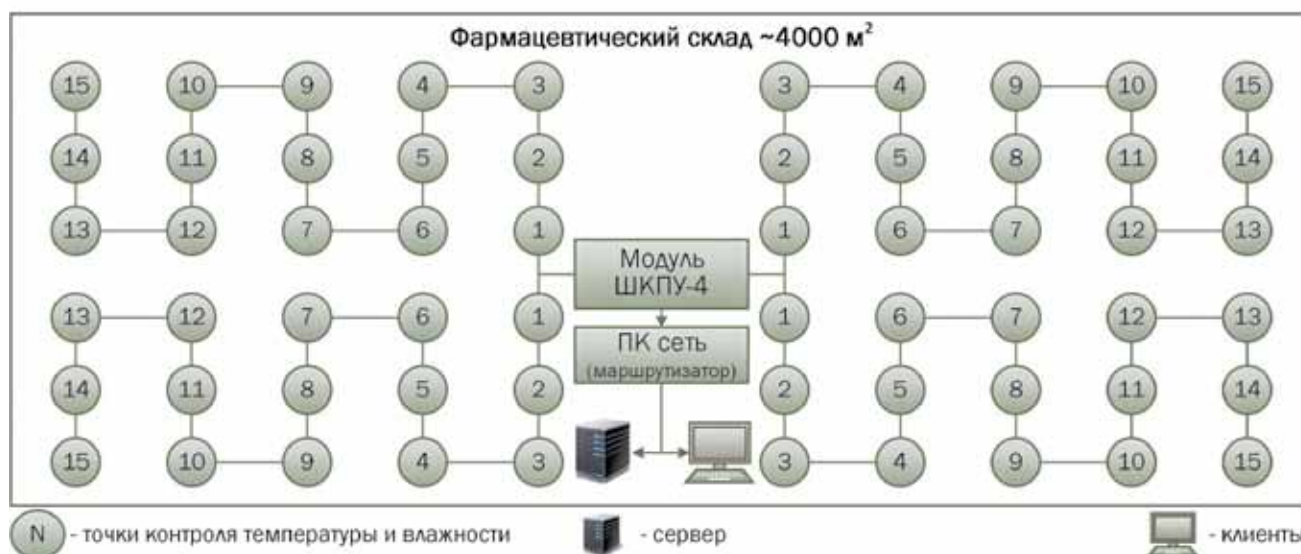 Фармацевтический склад ~4000 м²
15 10 9 4 3 3 4 9 10 15
14 11 8 5 2 2 5 8 11 14
13 12 7 6 1 1 6 7 12 13
Модуль
ШКПУ-4
13 12 7 6 1 1 6 7 12 13
ПК сеть
(маршрутизатор)
14 11 8 5 2 2 5 8 11 14
15 10 9 4 3 3 4 9 10 15
N - точки контроля температуры и влажности - сервер - клиенты